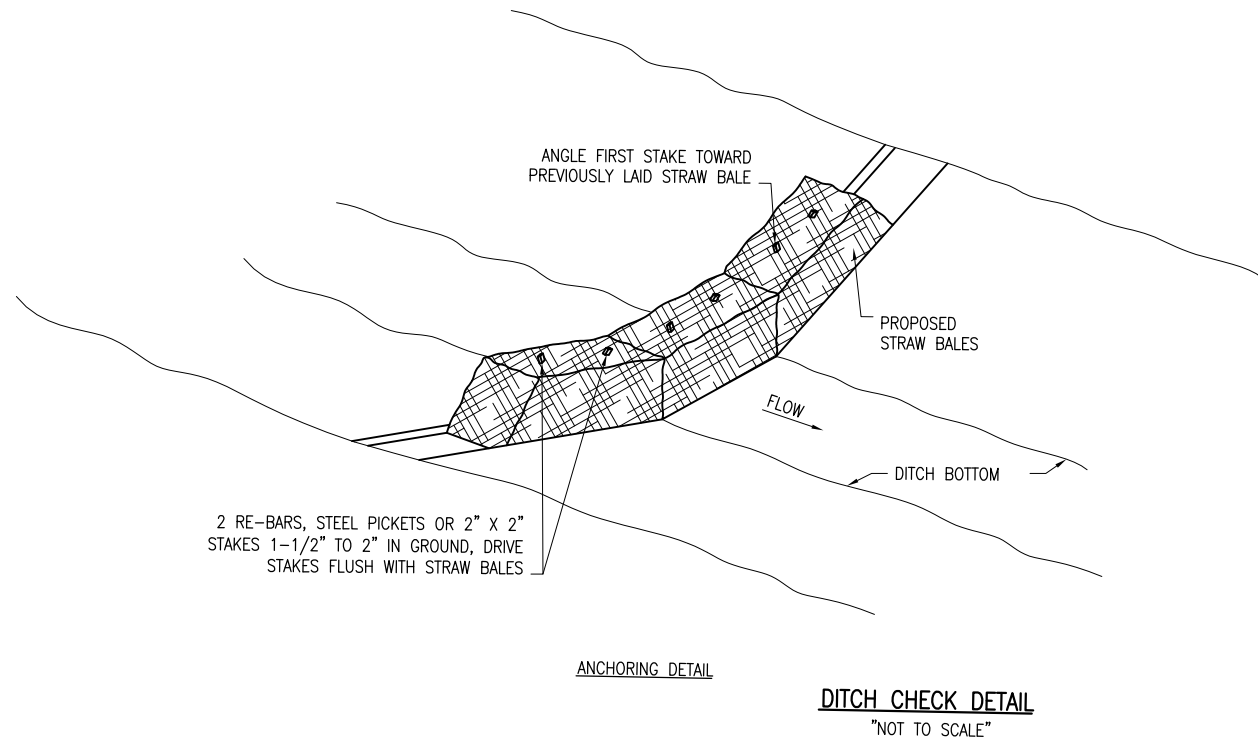 ANGLE FIRST STAKE TOWARD
PREVIOUSLY LAID STRAW BALE
PROPOSED
STRAW BALES
FLOW
DITCH BOTTOM
2 RE-BARS, STEEL PICKETS OR 2" X 2"
STAKES 1-1/2" TO 2" IN GROUND, DRIVE
STAKES FLUSH WITH STRAW BALES
ANCHORING DETAIL
DITCH CHECK DETAIL
"NOT TO SCALE"